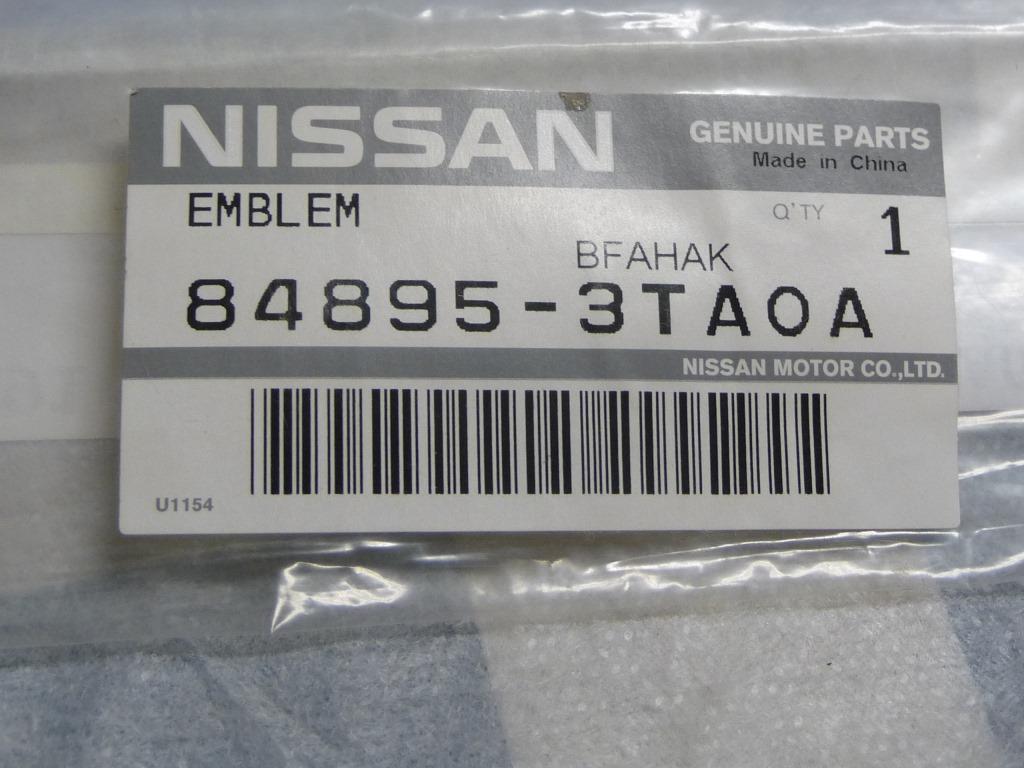 NISSAN
GENUINE PARTS
Made in China
EMBLEM
Q'TY 1
BFAHAK
84895-3TA0A
NISSAN MOTOR CO.,LTD.
U1154